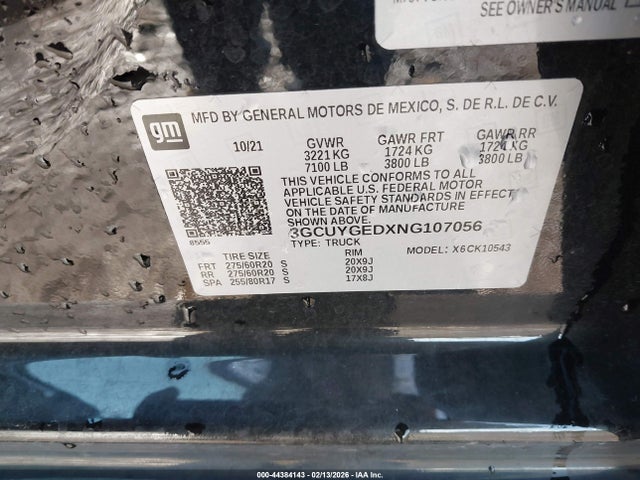 SEE OWNER'S MANUAL
gm
MFD BY GENERAL MOTORS DE MEXICO, S. DE R.L. DE C.V.
10/21 GVWR GAWR FRT GAWR RR
3221 KG 1724 KG 1724 KG
7100 LB 3800 LB 3800 LB
THIS VEHICLE CONFORMS TO ALL
APPLICABLE U.S. FEDERAL MOTOR
VEHICLE SAFETY STANDARDS IN EFFECT
ON THE DATE OF MANUFACTURE
SHOWN ABOVE.
3GCUYGEDXNG107056
8555
TYPE: TRUCK MODEL: X6CK10543
TIRE SIZE RIM
FRT 275/60R20 S 20X9J
RR 275/60R20 S 20X9J
SPA 255/80R17 S 17X8J
000-44384143 - 02/13/2026 - IAA Inc.